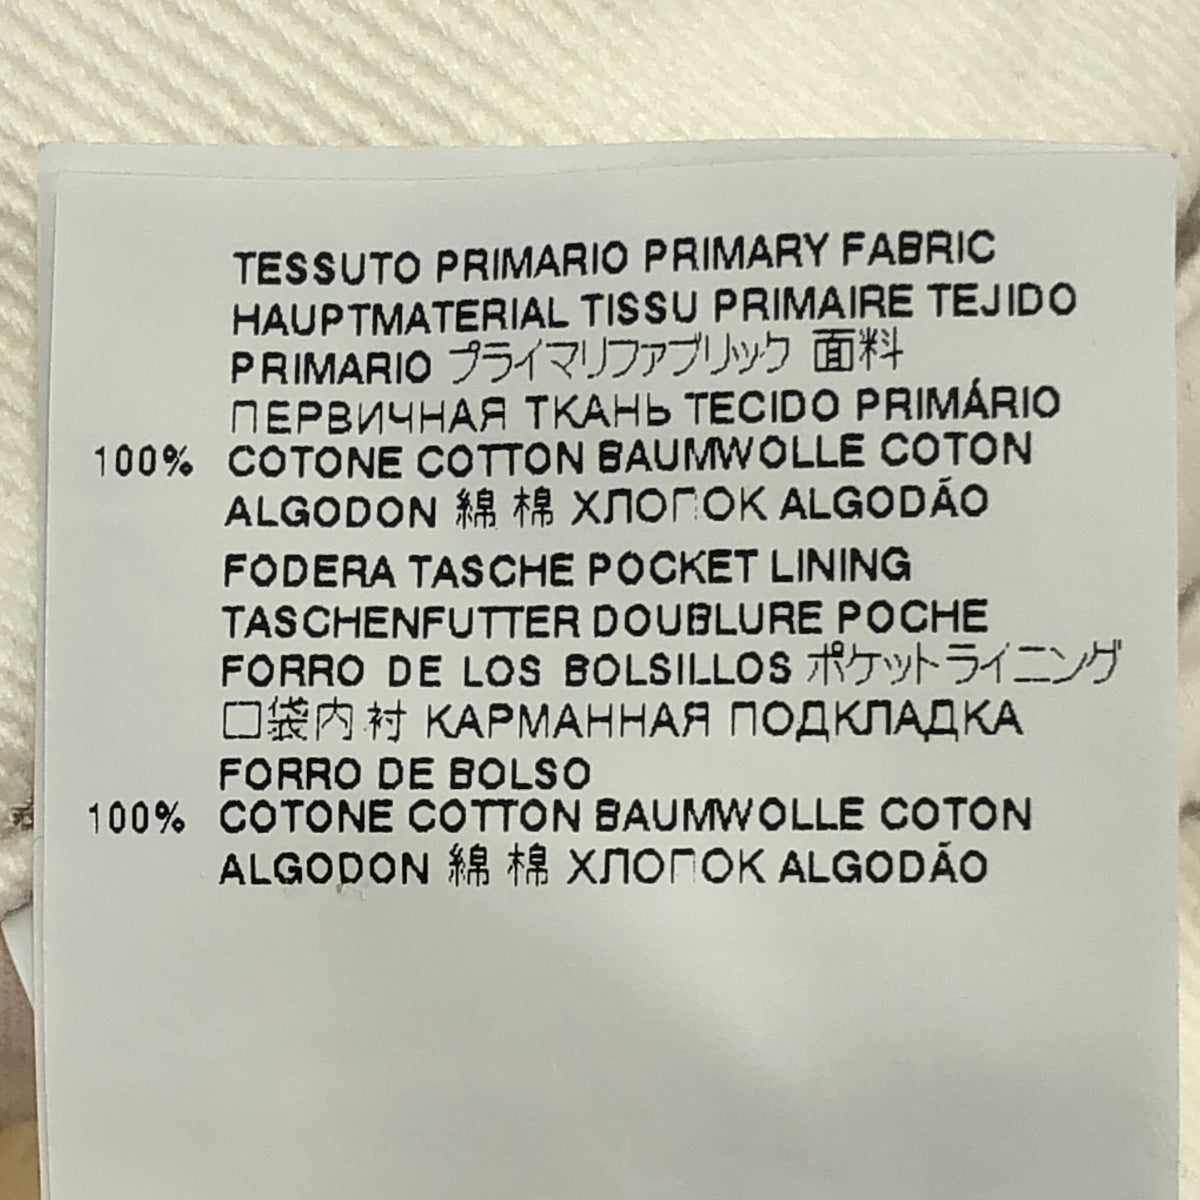 TESSUTO PRIMARIO PRIMARY FABRIC
HAUPTMATERIAL TISSU PRIMAIRE TEJIDO
PRIMARIO プライマリファブリック 面料
ПЕРВИЧНАЯ ТКАНЬ TECIDO PRIMÁRIO
100% COTONE COTTON BAUMWOLLE COTON
ALGODON 綿 棉 ХЛОПОК ALGODÃO
FODERA TASCHE POCKET LINING
TASCHENFUTTER DOUBLURE POCHE
FORRO DE LOS BOLSILLOS ポケットライニング
口袋内衬 КАРМАННАЯ ПОДКЛАДКА
FORRO DE BOLSO
100% COTONE COTTON BAUMWOLLE COTON
ALGODON 綿 棉 ХЛОПОК ALGODÃO